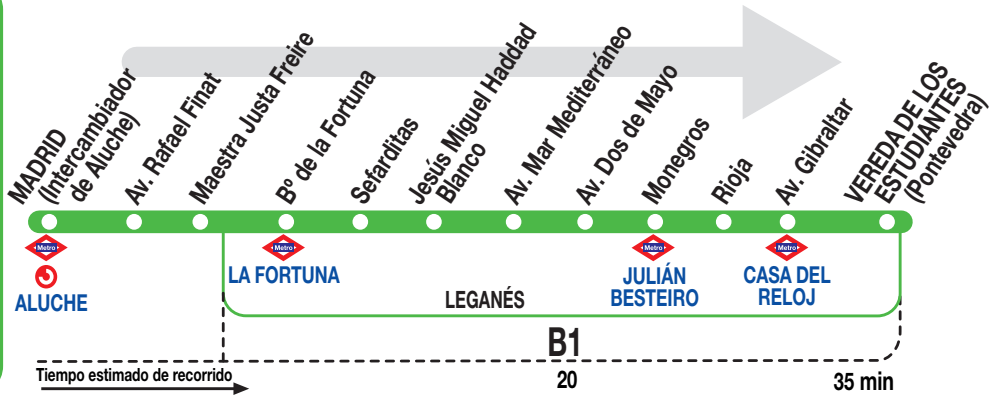 MADRID
(Intercambiador
de Aluche)
Av. Rafael Finat
Maestra Justa Freire
Bº de la Fortuna
Sefarditas
Jesús Miguel Haddad
Blanco
Av. Mar Mediterráneo
Av. Dos de Mayo
Monegros
Rioja
Av. Gibraltar
VEREDA DE LOS
ESTUDIANTES
(Pontevedra)
Metro
Metro
Metro
Metro
ALUCHE
LA FORTUNA
JULIÁN
BESTEIRO
CASA DEL
RELOJ
LEGANÉS
B1
Tiempo estimado de recorrido
20
35 min